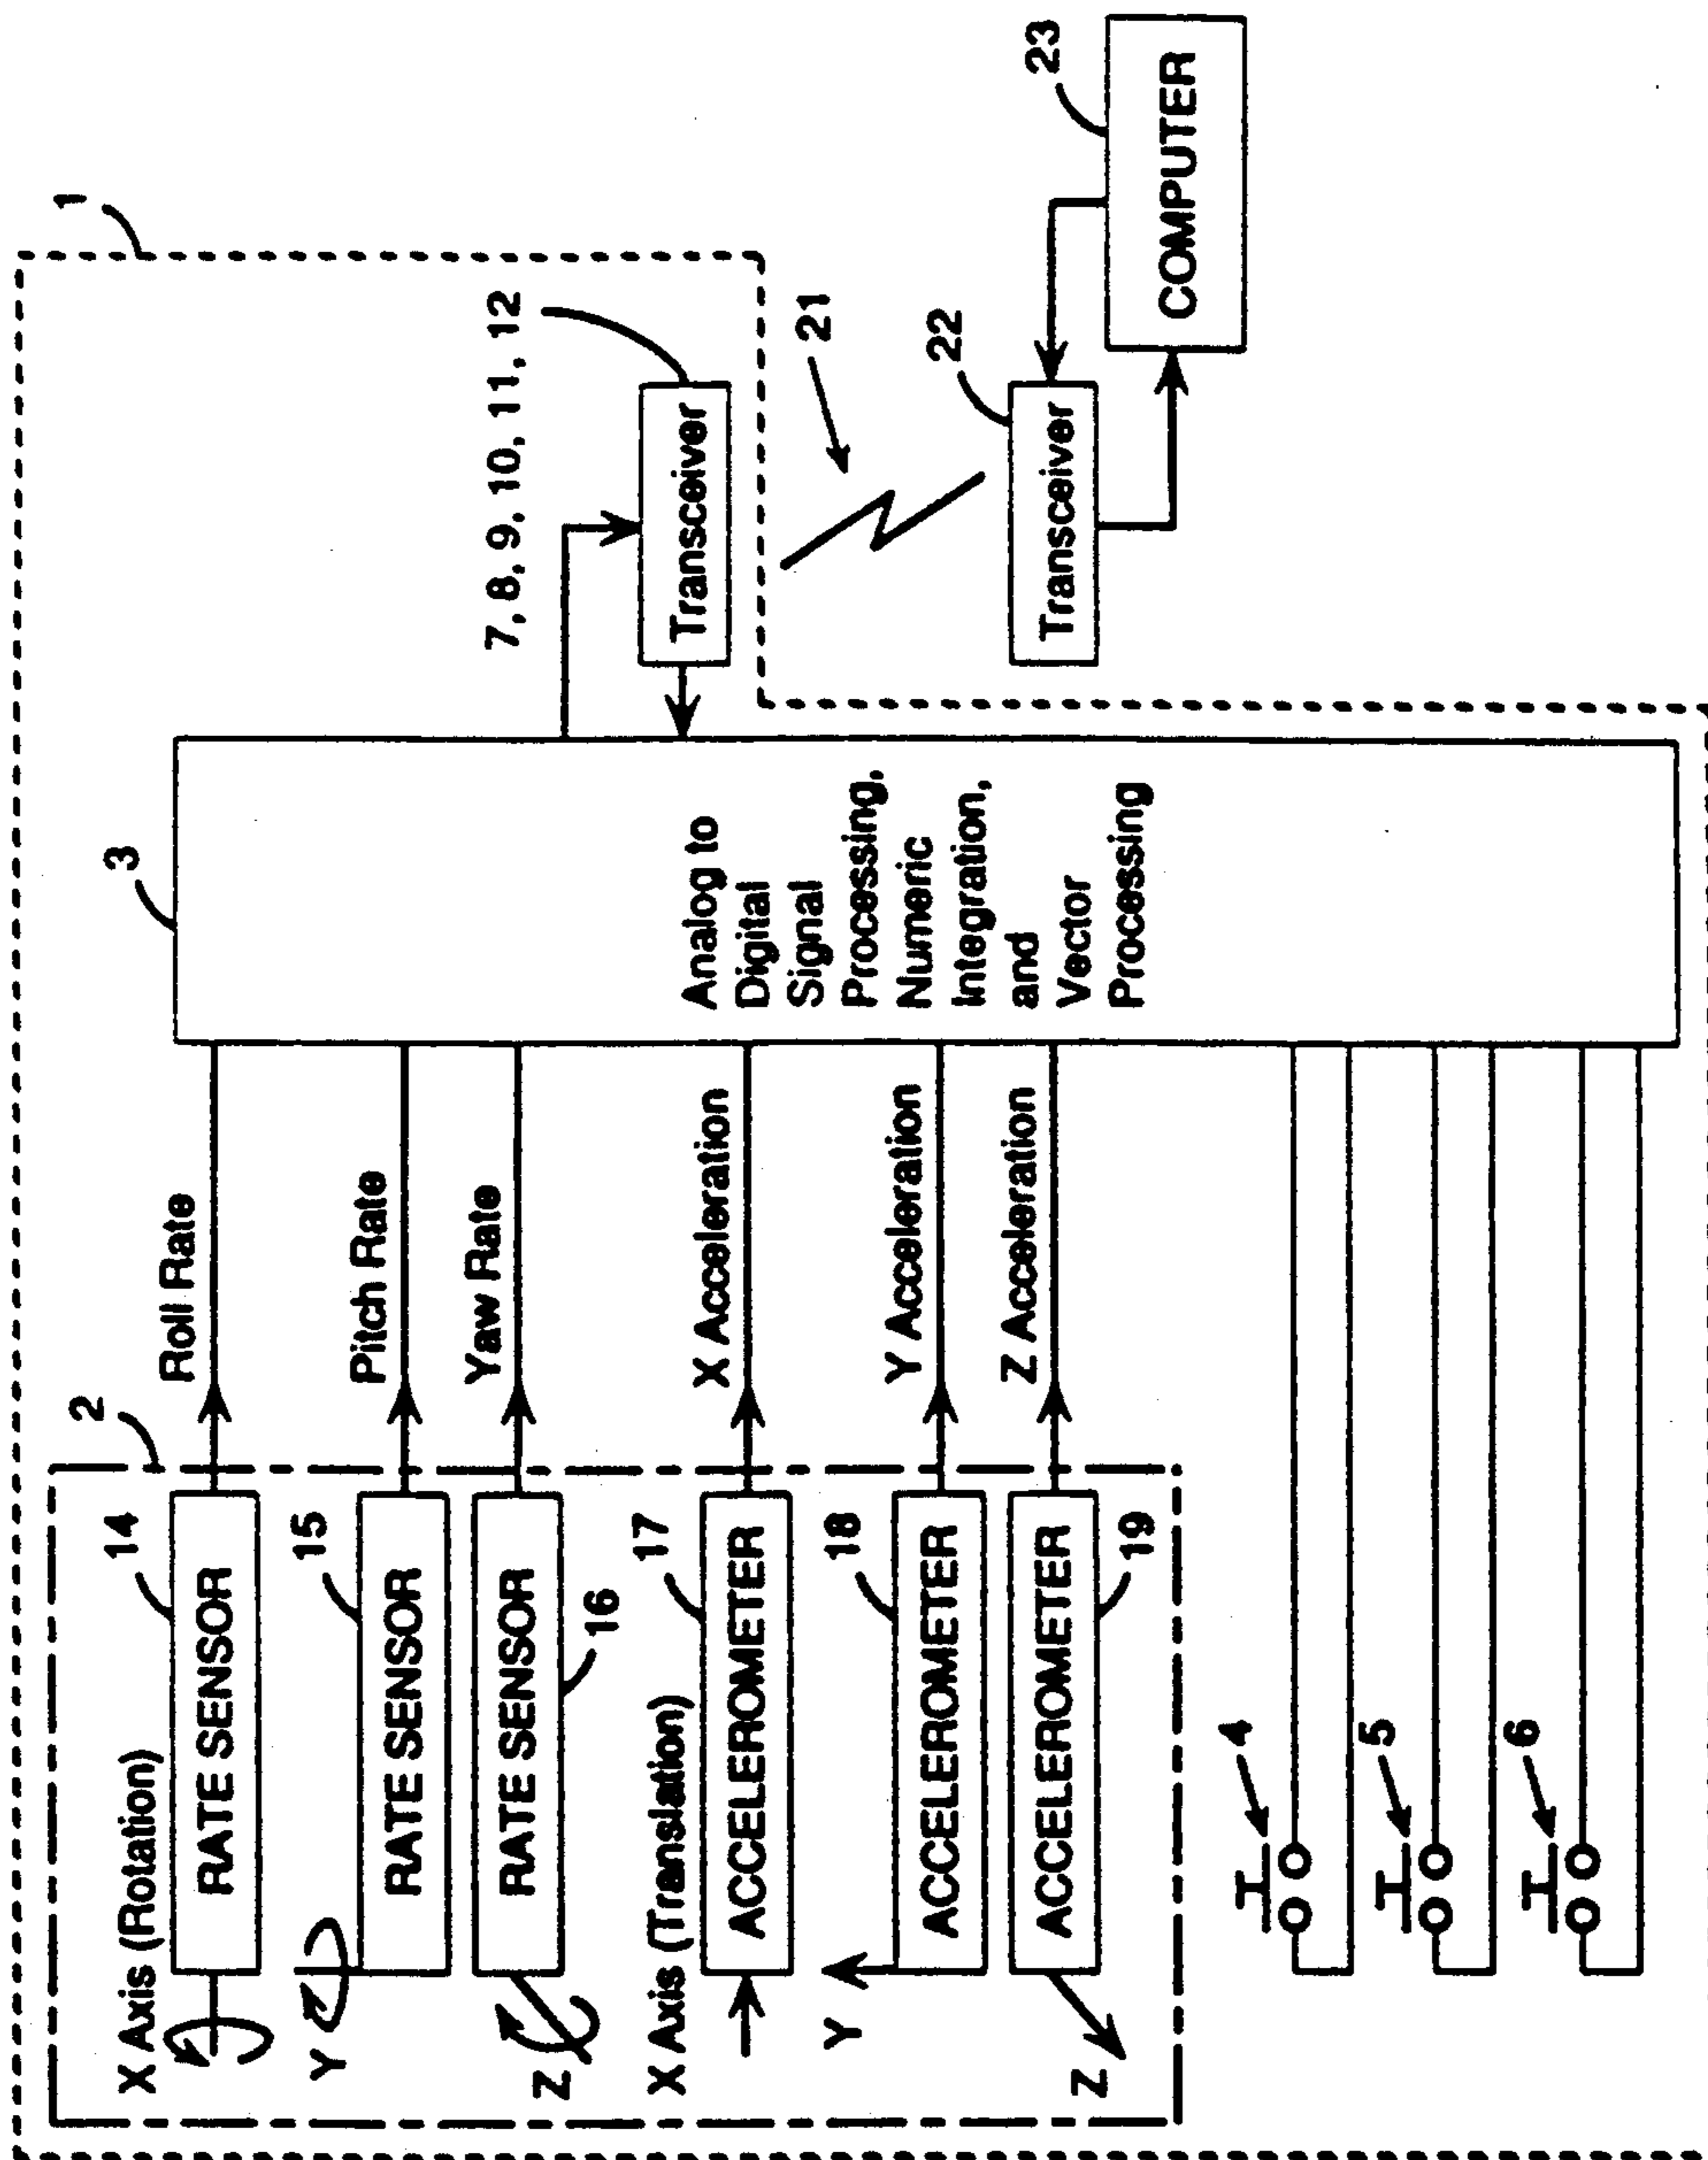 1
2
X Axis (Rotation)
14
RATE SENSOR
Roll Rate
Y
15
RATE SENSOR
Pitch Rate
Z
RATE SENSOR
16
Yaw Rate
X Axis (Translation)
17
ACCELEROMETER
X Acceleration
Y
18
ACCELEROMETER
Y Acceleration
Z
ACCELEROMETER
19
Z Acceleration
4
5
6
3
Analog to
Digital
Signal
Processing,
Numeric
Integration,
and
Vector
Processing
7, 8, 9, 10, 11, 12
Transceiver
21
22
Transceiver
23
COMPUTER